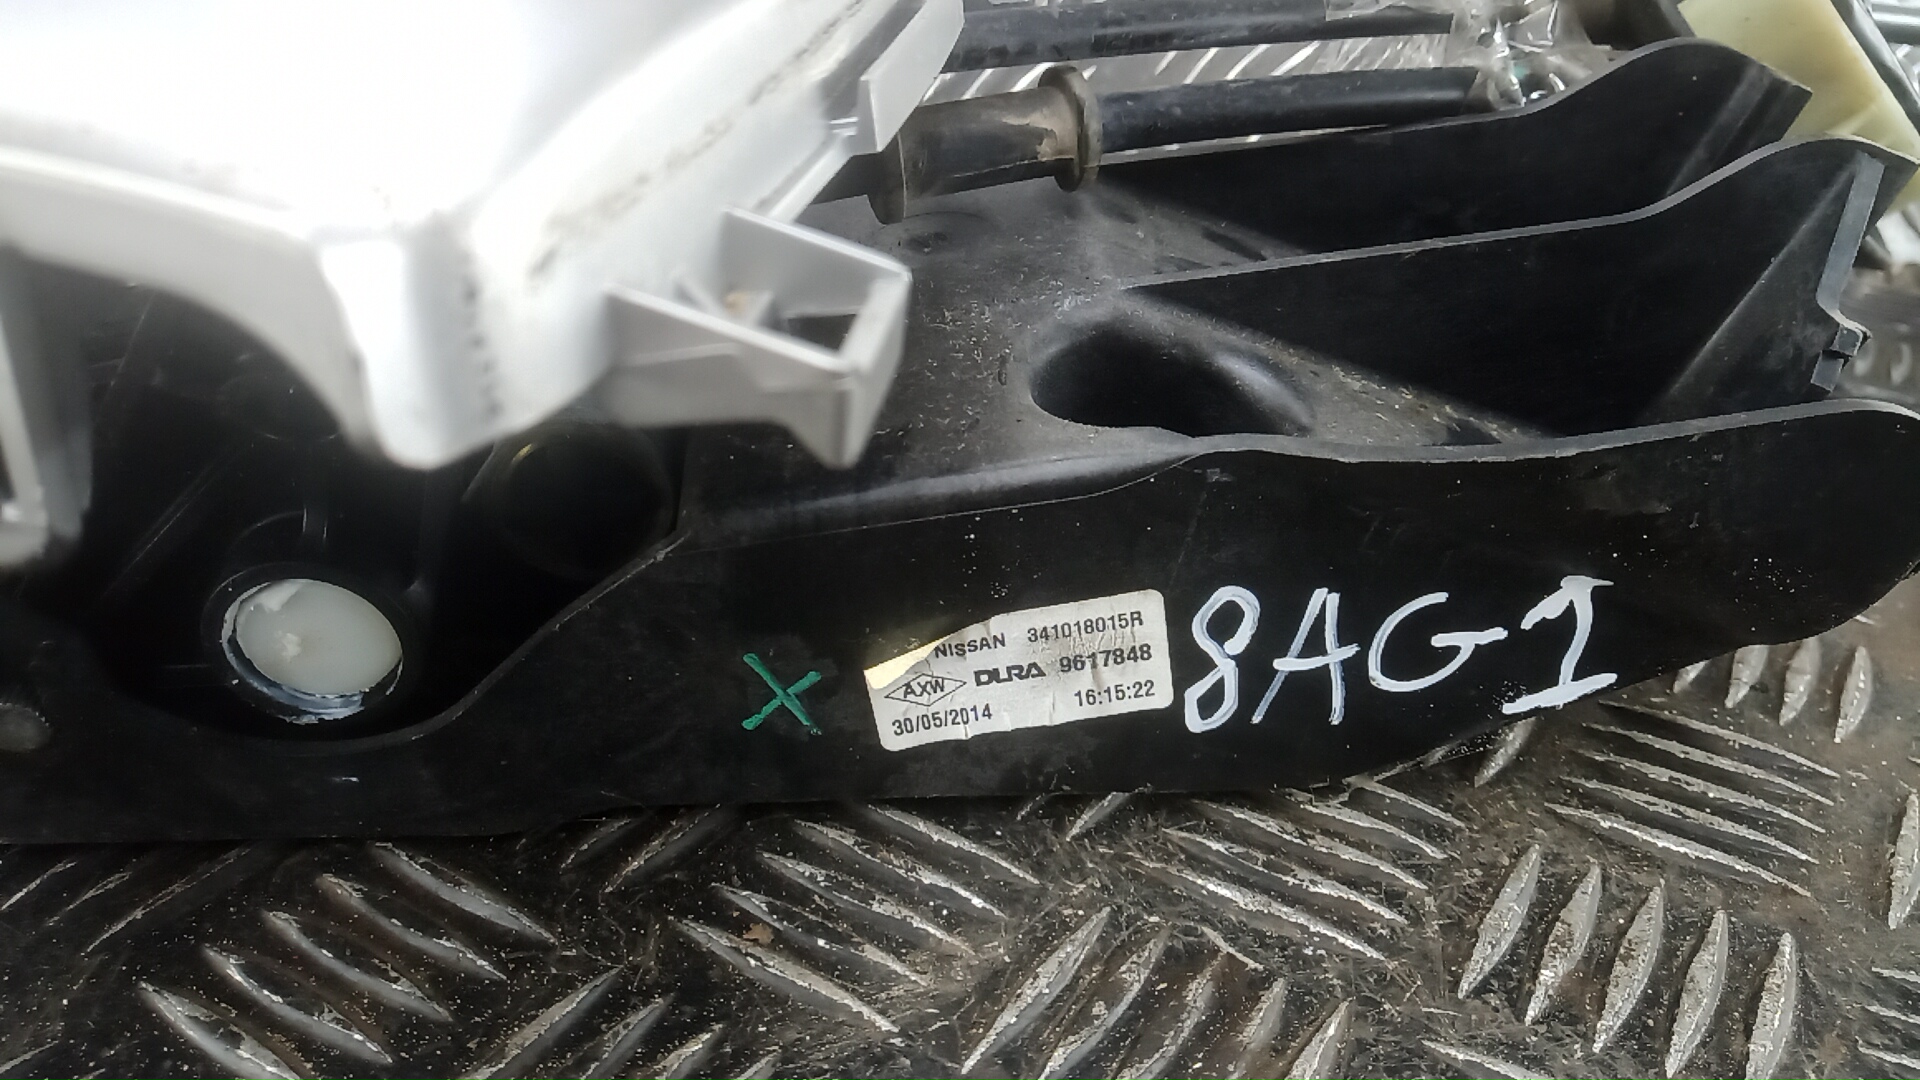 NISSAN 341018015R
AXW DURA 9617848
30/05/2014 16:15:22
X
8AG1